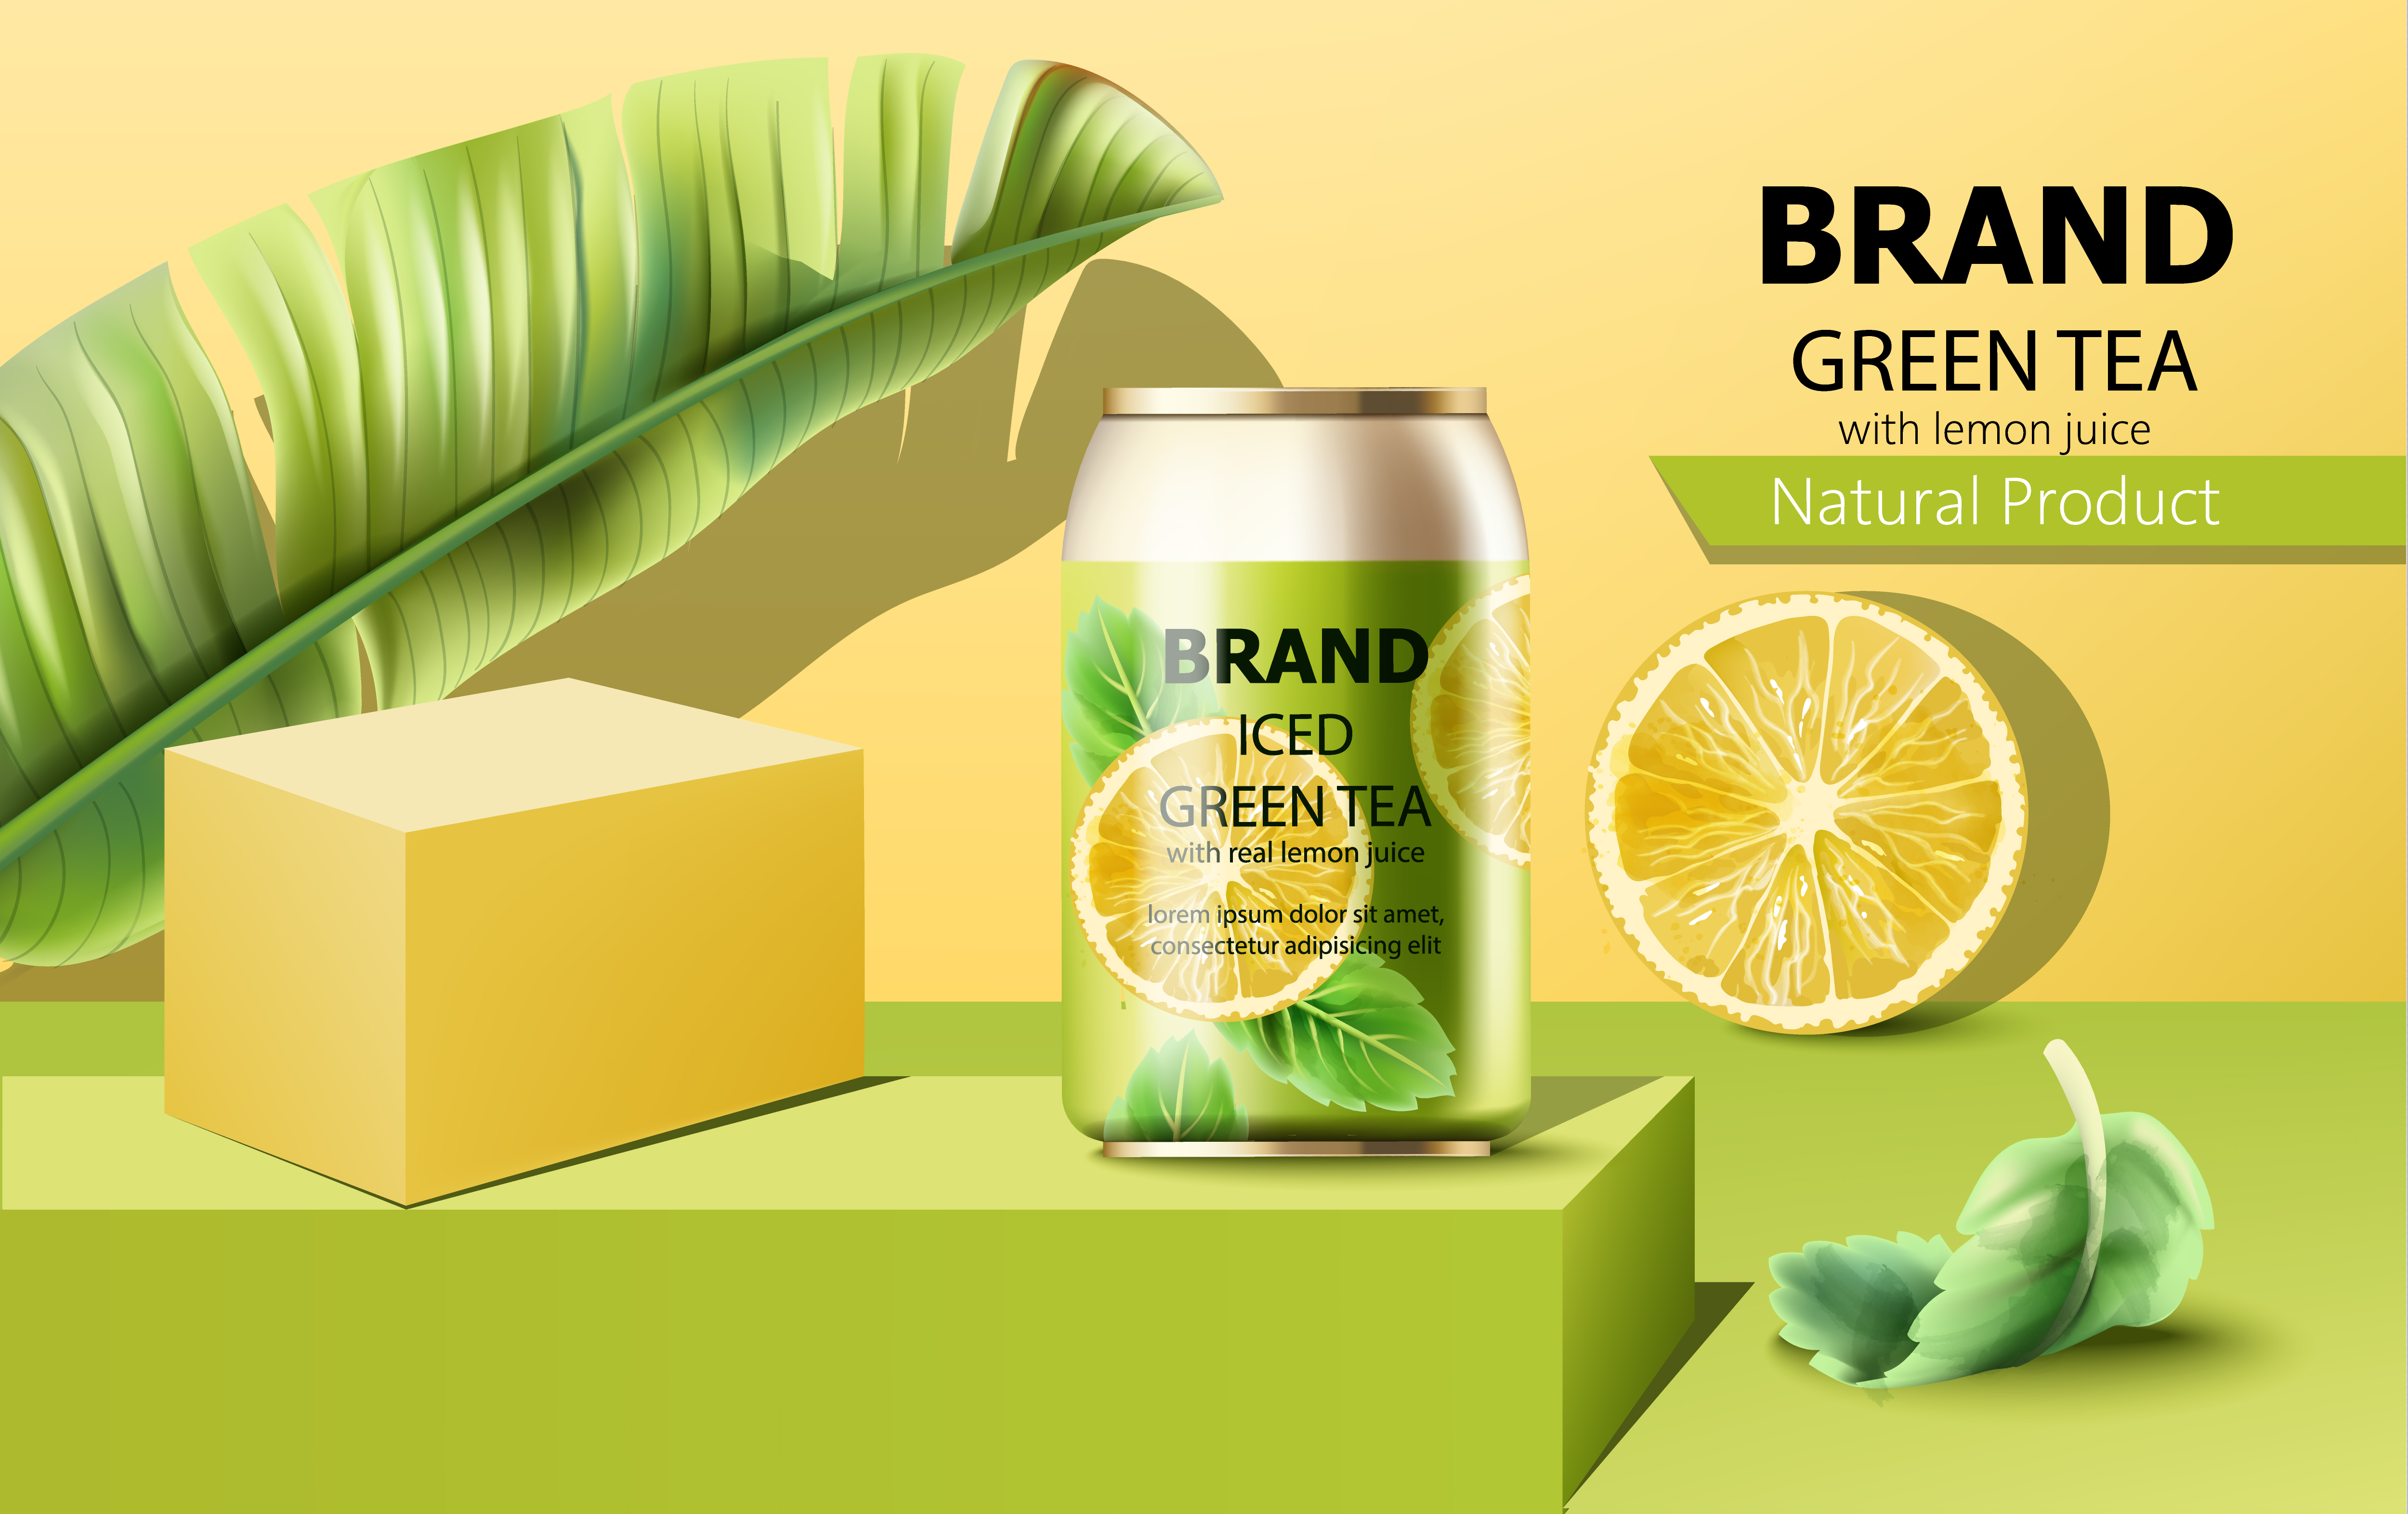 BRAND
GREEN TEA
with lemon juice
Natural Product
BRAND
ICED
GREEN TEA
with real lemon juice
lorem ipsum dolor sit amet,
consectetur adipisicing elit